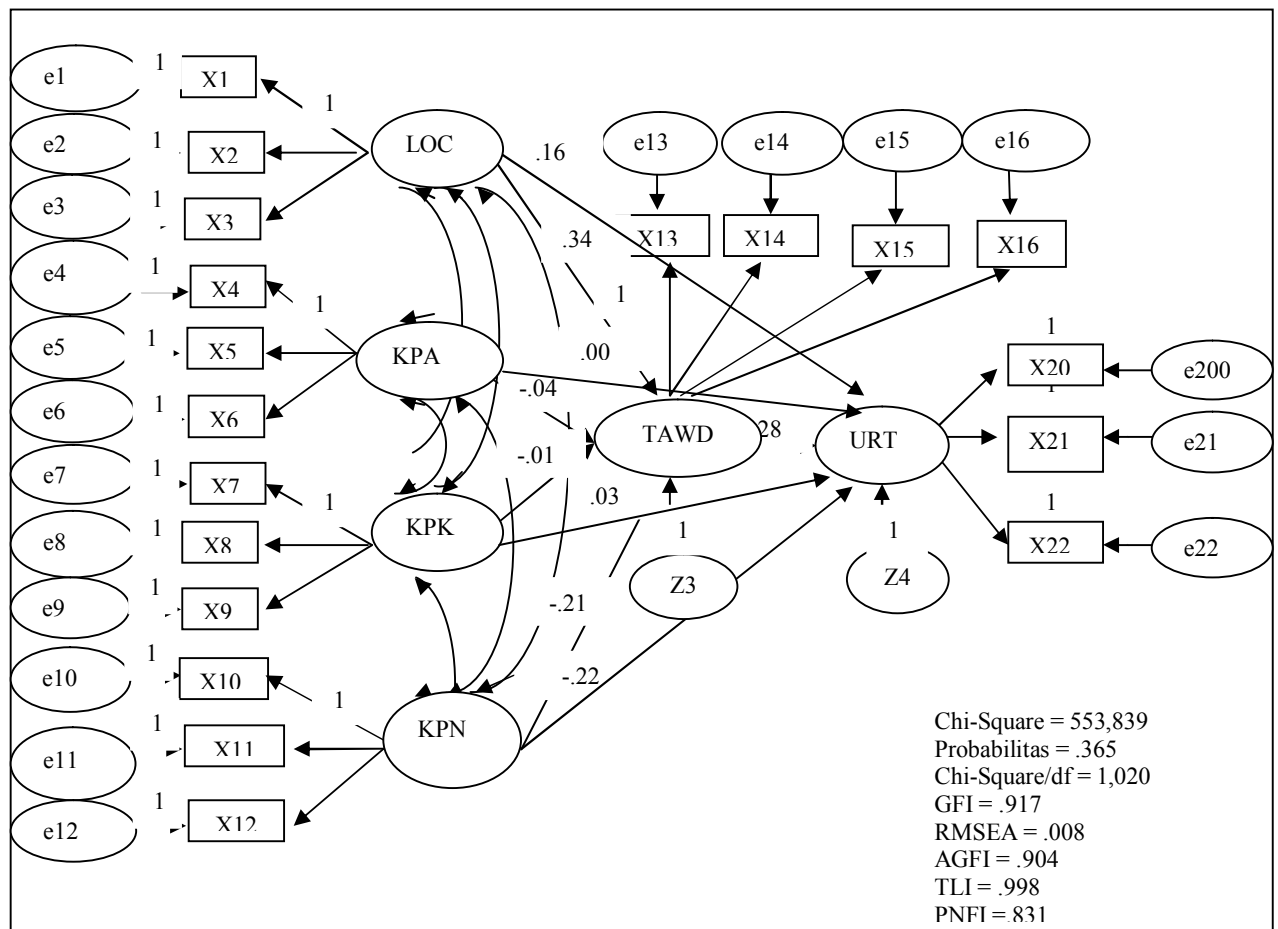 e1 1 X1
e2 1 X2
e3 1 X3
e4 1 X4
e5 1 X5
e6 1 X6
e7 1 X7
e8 1 X8
e9 1 X9
e10 1 X10
e11 1 X11
e12 1 X12
1
LOC
1
KPA
1
KPK
1
KPN
.16
.34
.00
-.04
-.01
.03
-.21
-.22
28
e13 e14 e15 e16
X13 X14 X15 X16
1
TAWD
URT
1
Z3
1
Z4
1
X20 e200
X21 e21
1
X22 e22
Chi-Square = 553,839
Probabilitas = .365
Chi-Square/df = 1,020
GFI = .917
RMSEA = .008
AGFI = .904
TLI = .998
PNFI = .831